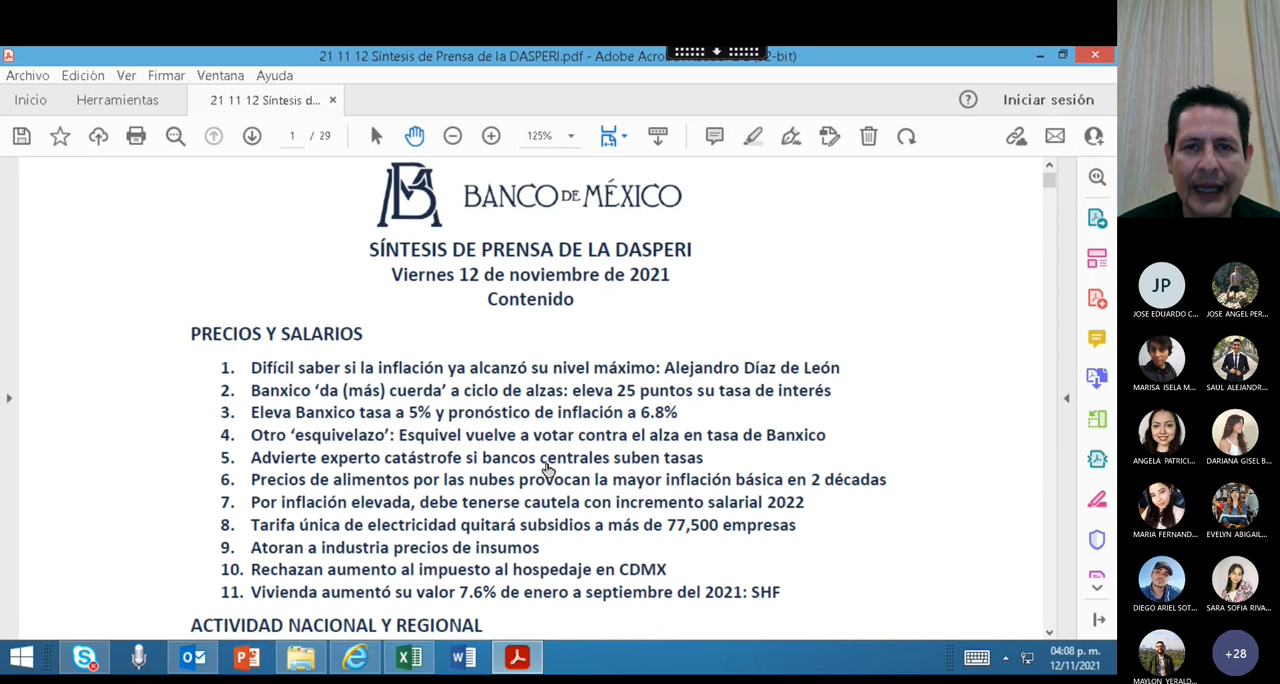 21 11 12 Síntesis de Prensa de la DASPERI.pdf - Adobe Acro
-bit)
Archivo Edición Ver Firmar Ventana Ayuda
Inicio Herramientas 21 11 12 Síntesis d... × Iniciar sesión
1 / 29 125%
BANCO DE MÉXICO
SÍNTESIS DE PRENSA DE LA DASPERI
Viernes 12 de noviembre de 2021
Contenido
PRECIOS Y SALARIOS
1. Difícil saber si la inflación ya alcanzó su nivel máximo: Alejandro Díaz de León
2. Banxico ‘da (más) cuerda’ a ciclo de alzas: eleva 25 puntos su tasa de interés
3. Eleva Banxico tasa a 5% y pronóstico de inflación a 6.8%
4. Otro ‘esquivelazo’: Esquivel vuelve a votar contra el alza en tasa de Banxico
5. Advierte experto catástrofe si bancos centrales suben tasas
6. Precios de alimentos por las nubes provocan la mayor inflación básica en 2 décadas
7. Por inflación elevada, debe tenerse cautela con incremento salarial 2022
8. Tarifa única de electricidad quitará subsidios a más de 77,500 empresas
9. Atoran a industria precios de insumos
10. Rechazan aumento al impuesto al hospedaje en CDMX
11. Vivienda aumentó su valor 7.6% de enero a septiembre del 2021: SHF
ACTIVIDAD NACIONAL Y REGIONAL
04:08 p. m.
12/11/2021
JP
JOSE EDUARDO C...
JOSE ANGEL PER...
MARISA ISELA M...
SAUL ALEJANDR...
ANGELA PATRICI...
DARIANA GISEL B...
MARIA FERNAND...
EVELYN ABIGAIL...
DIEGO ARIEL SOT...
SARA SOFIA RIVA...
MAYLON YERALD...
+28